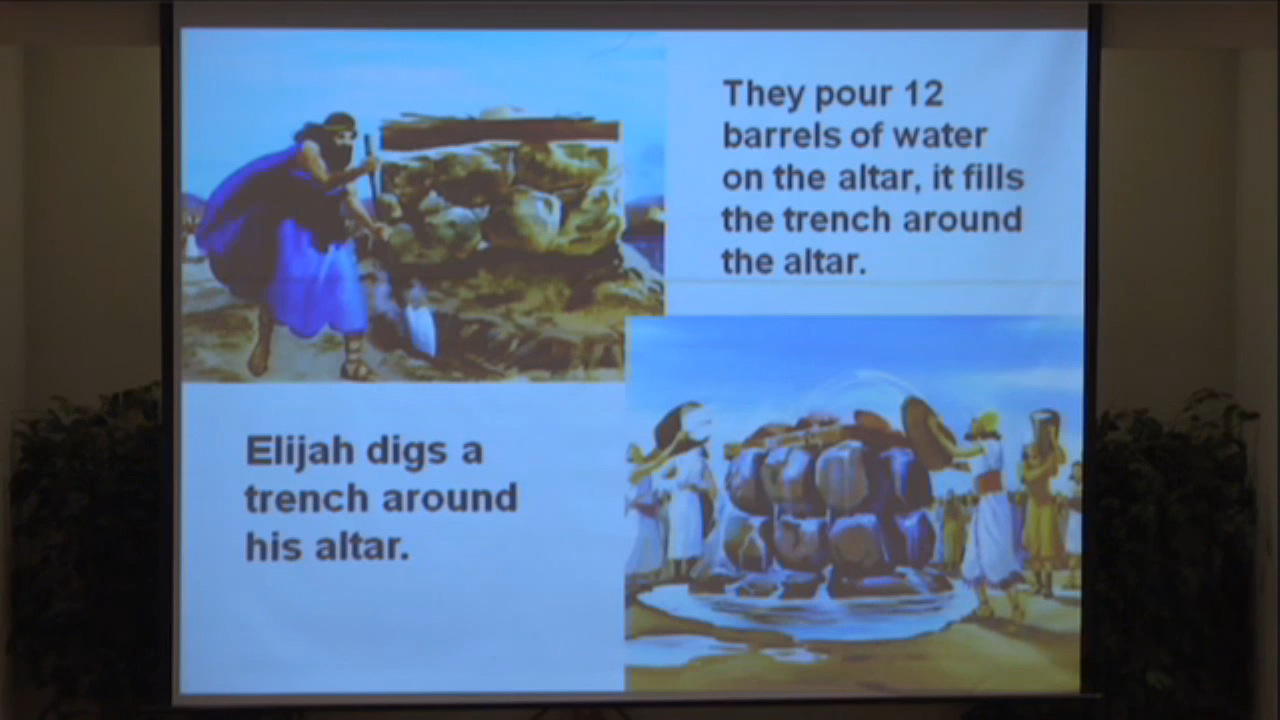 They pour 12
barrels of water
on the altar, it fills
the trench around
the altar.
Elijah digs a
trench around
his altar.